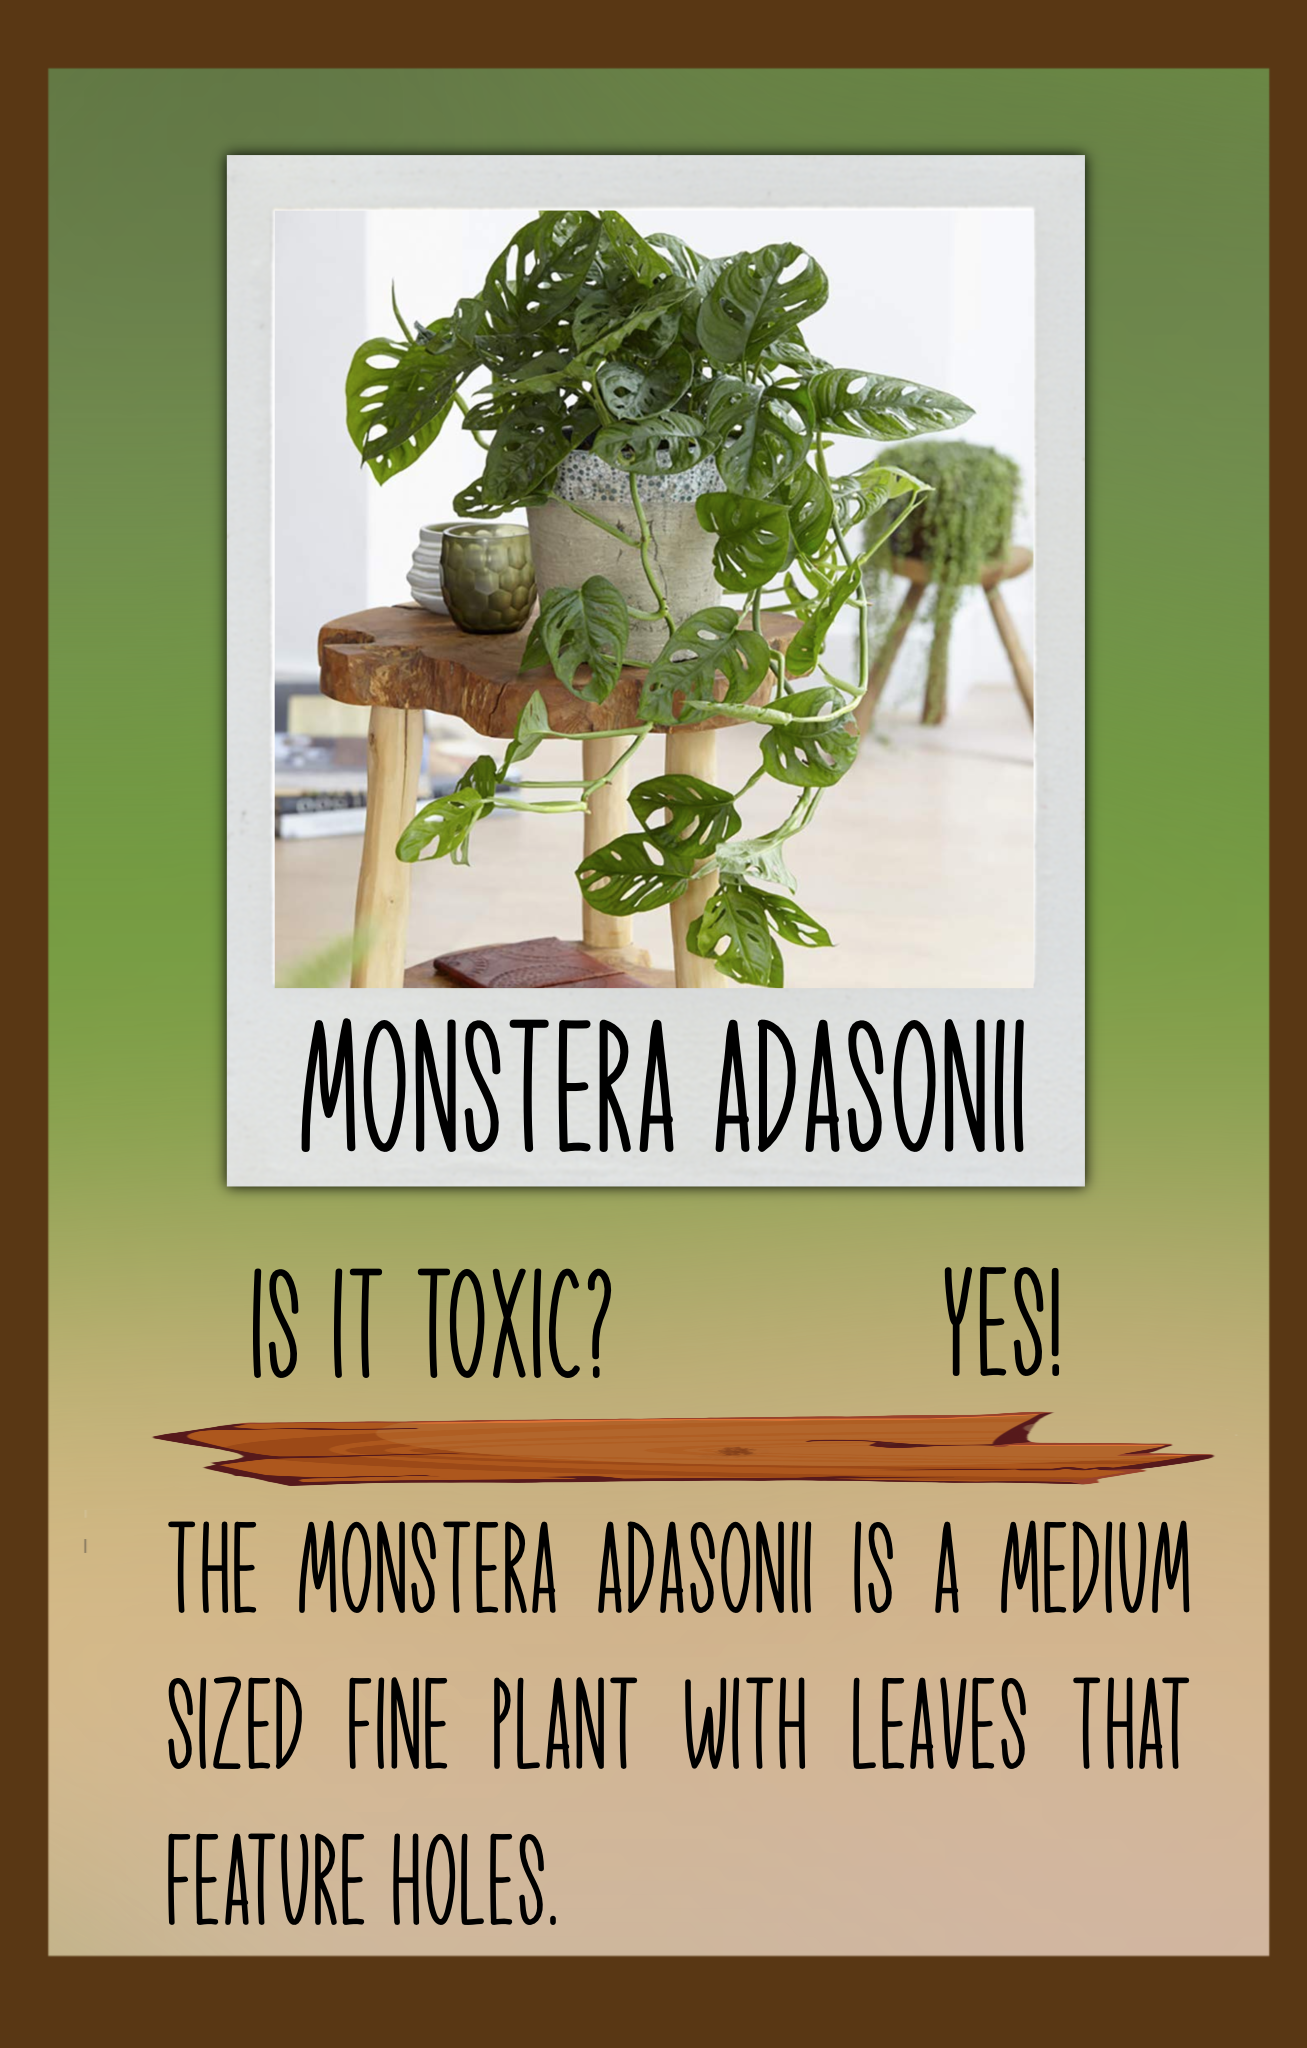 MONSTERA ADASONII
IS IT TOXIC? YES!
THE MONSTERA ADASONII IS A MEDIUM
SIZED FINE PLANT WITH LEAVES THAT
FEATURE HOLES.